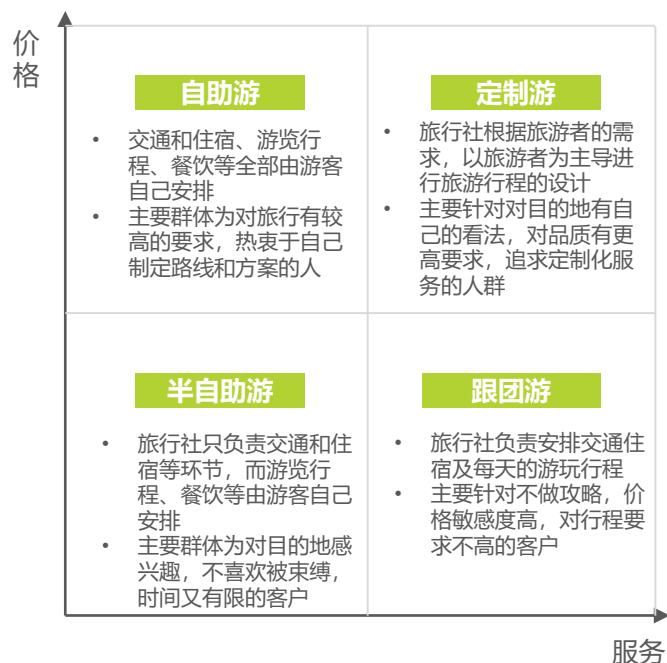 价
格
自助游
• 交通和住宿、游览行
程、餐饮等全部由游客
自己安排
• 主要群体为对旅行有较
高的要求，热衷于自己
制定路线和方案的人
定制游
• 旅行社根据旅游者的需
求，以旅游者为主导进
行旅游行程的设计
• 主要针对对目的地有自
己的看法，对品质有更
高要求，追求定制化服
务的人群
半自助游
• 旅行社只负责交通和住
宿等环节，而游览行
程、餐饮等由游客自己
安排
• 主要群体为对目的地感
兴趣，不喜欢被束缚，
时间又有限的客户
跟团游
• 旅行社负责安排交通住
宿及每天的游玩行程
• 主要针对不做攻略，价
格敏感度高，对行程要
求不高的客户
服务